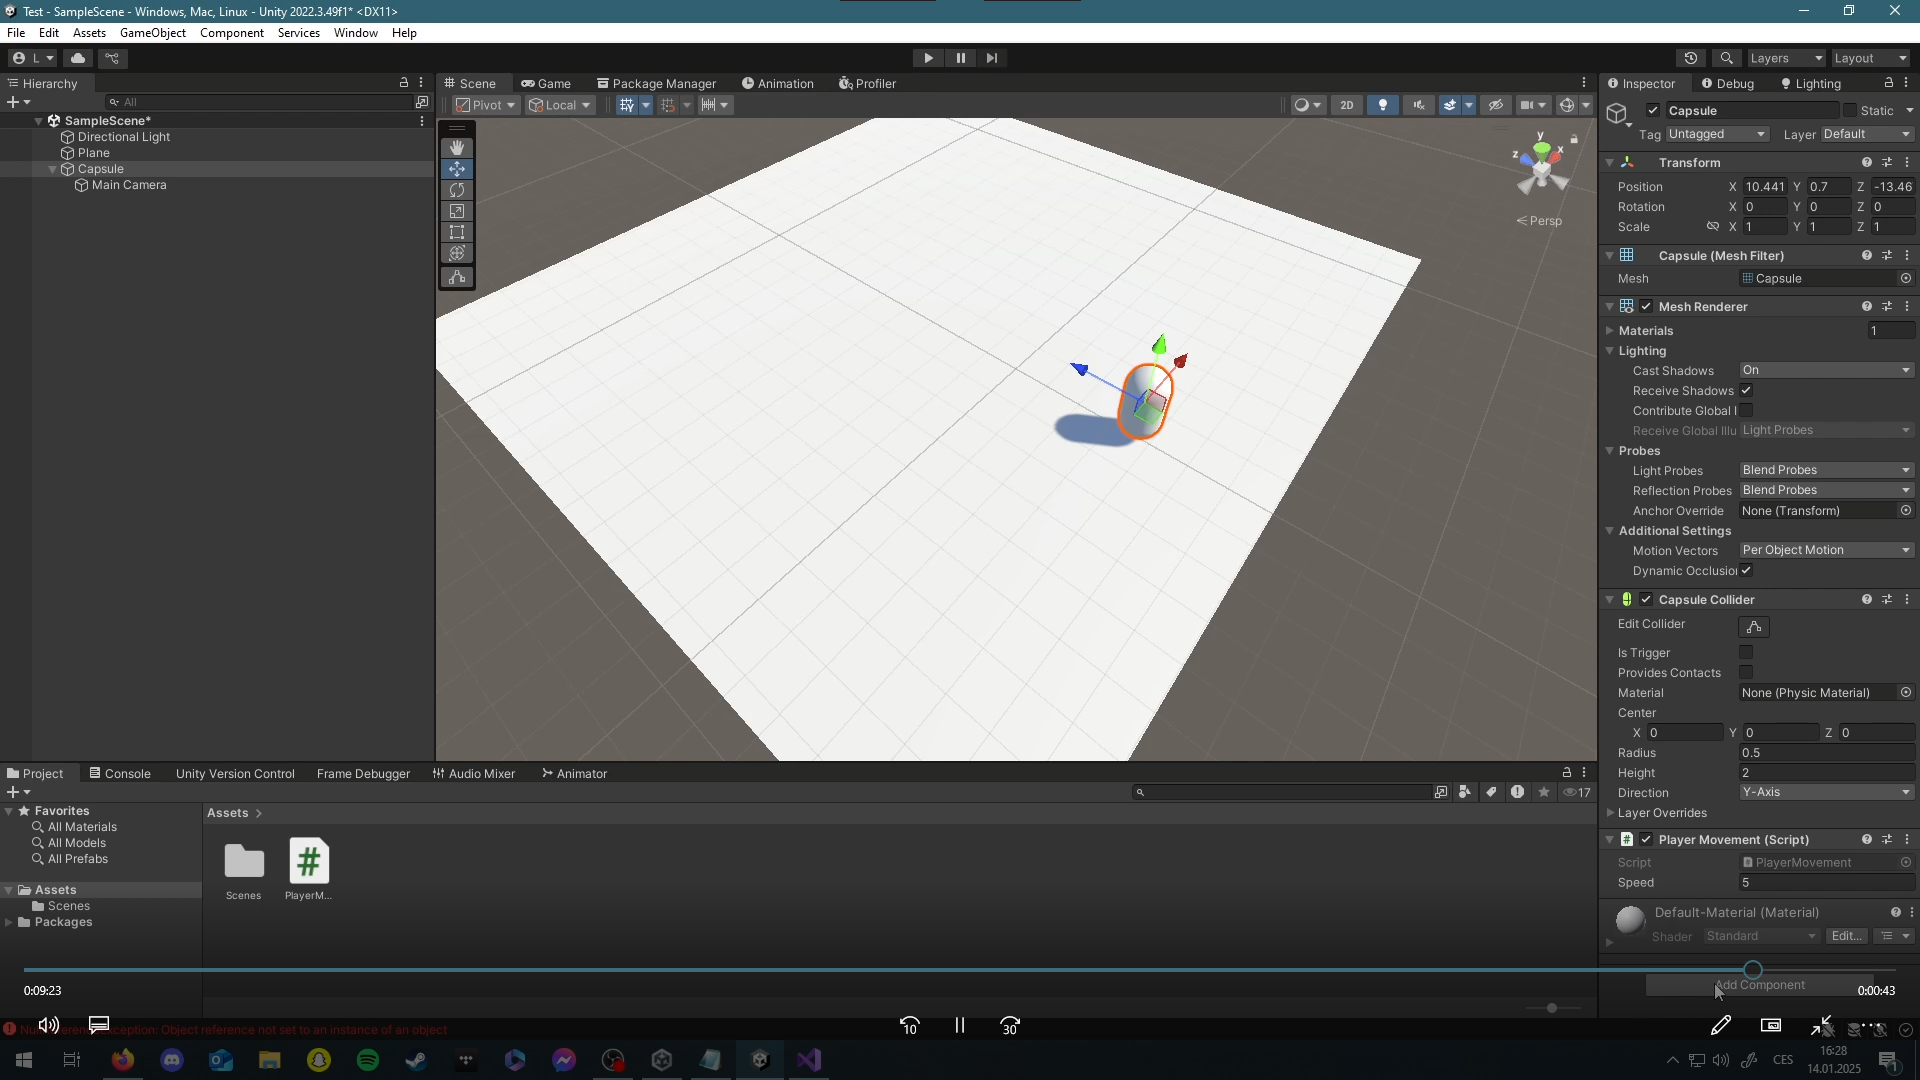 Test - SampleScene - Windows, Mac, Linux - Unity 2022.3.49f1* <DX11>
File Edit Assets GameObject Component Services Window Help
L Layers Layout
Hierarchy
All
SampleScene*
Directional Light
Plane
Capsule
Main Camera
Scene Game Package Manager Animation Profiler
Pivot Local 2D
y
x
z
Persp
Inspector Debug Lighting
Capsule Static
Tag Untagged Layer Default
Transform
Position X 10.441 Y 0.7 Z -13.46
Rotation X 0 Y 0 Z 0
Scale X 1 Y 1 Z 1
Capsule (Mesh Filter)
Mesh Capsule
Mesh Renderer
Materials 1
Lighting
Cast Shadows On
Receive Shadows
Contribute Global I
Receive Global Illu Light Probes
Probes
Light Probes Blend Probes
Reflection Probes Blend Probes
Anchor Override None (Transform)
Additional Settings
Motion Vectors Per Object Motion
Dynamic Occlusion
Capsule Collider
Edit Collider
Is Trigger
Provides Contacts
Material None (Physic Material)
Center
X 0 Y 0 Z 0
Radius 0.5
Height 2
Direction Y-Axis
Layer Overrides
Player Movement (Script)
Script PlayerMovement
Speed 5
Default-Material (Material)
Shader Standard Edit...
Add Component
Project Console Unity Version Control Frame Debugger Audio Mixer Animator
17
Favorites
All Materials
All Models
All Prefabs
Assets
Scenes
Packages
Assets >
Scenes
PlayerM...
0:09:23
0:00:43
10
30
exception: Object reference not set to an instance of an object
CES
16:28
14.01.2025
1